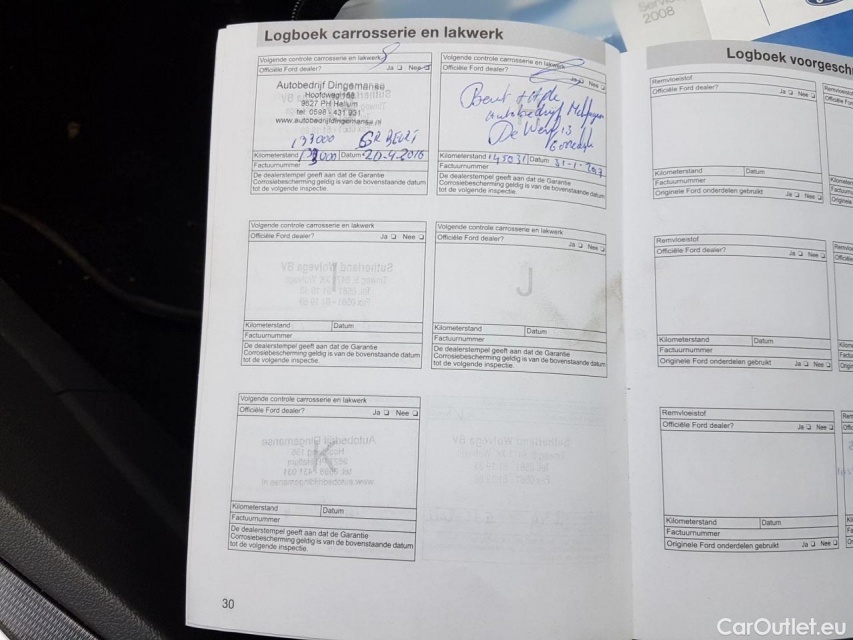 Service
2008
Logboek carrosserie en lakwerk
Volgende controle carrosserie en lakwerk
Officiële Ford dealer? Ja Nee
Autobedrijf Dingemanse
Hoofdweg 156
9627 PH Hellum
tel: 0598 - 431 931
www.autobedrijfdingemanse.nl
133000
Kilometerstand Datum 20-4-2016
Factuurnummer
De dealerstempel geeft aan dat de Garantie
Corrosiebescherming geldig is van de bovenstaande datum
tot de volgende inspectie.
Volgende controle carrosserie en lakwerk
Officiële Ford dealer? Ja Nee
Beurt
autobedrijf
De
Kilometerstand 145031 Datum 31-1-
Factuurnummer
De dealerstempel geeft aan dat de Garantie
Corrosiebescherming geldig is van de bovenstaande datum
tot de volgende inspectie.
Volgende controle carrosserie en lakwerk
Officiële Ford dealer? Ja Nee
I
Kilometerstand Datum
Factuurnummer
De dealerstempel geeft aan dat de Garantie
Corrosiebescherming geldig is van de bovenstaande datum
tot de volgende inspectie.
Volgende controle carrosserie en lakwerk
Officiële Ford dealer? Ja Nee
J
Kilometerstand Datum
Factuurnummer
De dealerstempel geeft aan dat de Garantie
Corrosiebescherming geldig is van de bovenstaande datum
tot de volgende inspectie.
Volgende controle carrosserie en lakwerk
Officiële Ford dealer? Ja Nee
K
Kilometerstand Datum
Factuurnummer
De dealerstempel geeft aan dat de Garantie
Corrosiebescherming geldig is van de bovenstaande datum
tot de volgende inspectie.
30
Logboek voorgesch
Remvloeistof
Officiële Ford dealer? Ja Nee
Kilometerstand Datum
Factuurnummer
Originele Ford onderdelen gebruikt Ja Nee
Remvloeistof
Officiële Ford dealer? Ja Nee
Kilometerstand Datum
Factuurnummer
Originele Ford onderdelen gebruikt Ja Nee
Remvloeistof
Officiële Ford dealer? Ja Nee
Kilometerstand Datum
Factuurnummer
Originele Ford onderdelen gebruikt Ja Nee
CarOutlet.eu